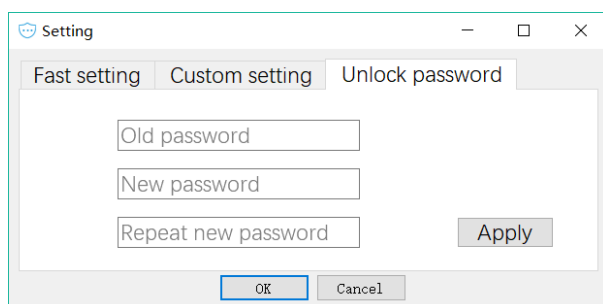 Setting
Fast setting Custom setting Unlock password
Old password
New password
Repeat new password Apply
OK Cancel